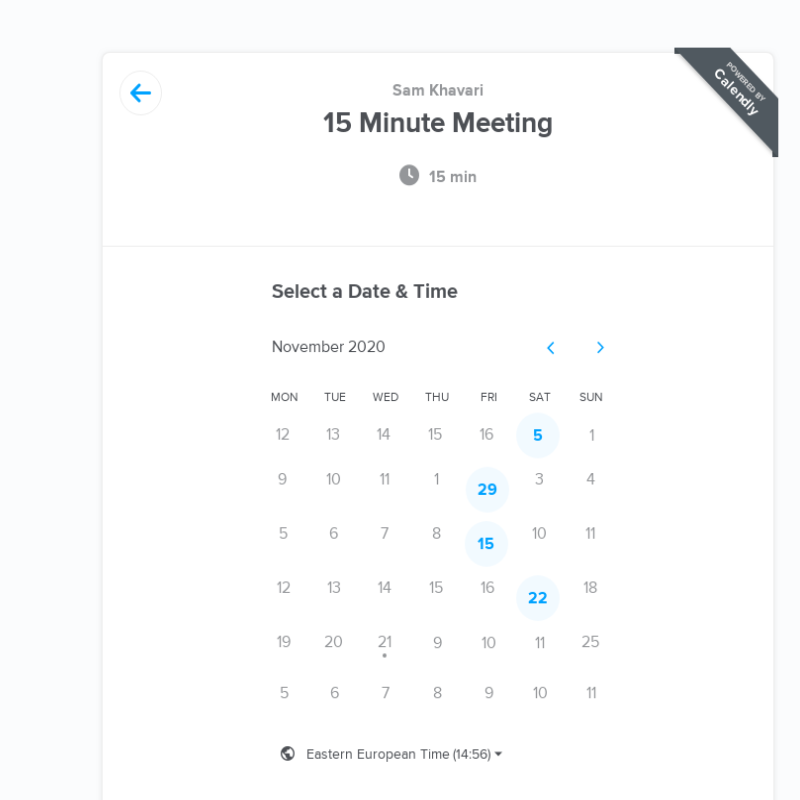 POWERED BY
Calendly
Sam Khavari
15 Minute Meeting
15 min
Select a Date & Time
November 2020
MON TUE WED THU FRI SAT SUN
12 13 14 15 16 5 1
9 10 11 1 29 3 4
5 6 7 8 15 10 11
12 13 14 15 16 22 18
19 20 21 9 10 11 25
5 6 7 8 9 10 11
Eastern European Time (14:56)